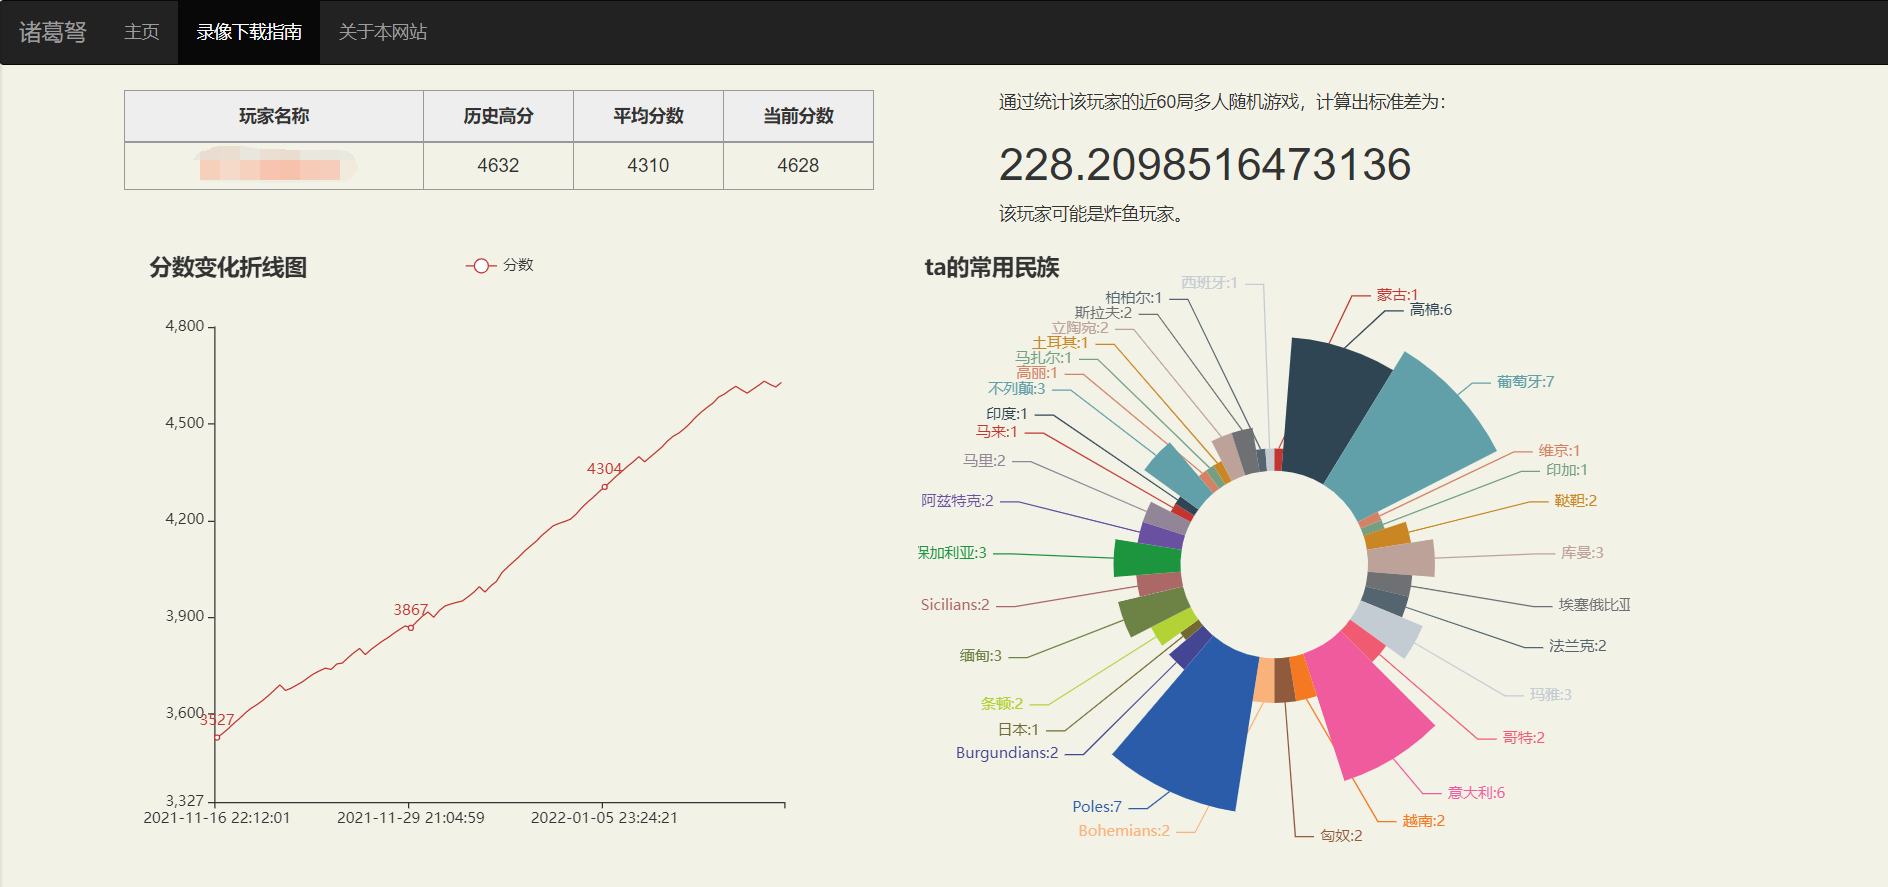 诸葛弩 主页 录像下载指南 关于本网站
玩家名称 历史高分 平均分数 当前分数
4632 4310 4628
通过统计该玩家的近60局多人随机游戏，计算出标准差为：
228.2098516473136
该玩家可能是炸鱼玩家。
分数变化折线图
分数
4,800
4,500
4304
4,200
3,900
3867
3,600
3527
3,327
2021-11-16 22:12:01 2021-11-29 21:04:59 2022-01-05 23:24:21
ta的常用民族
西班牙:1
柏柏尔:1
斯拉夫:2
立陶宛:2
土耳其:1
马扎尔:1
高丽:1
不列颠:3
印度:1
马来:1
马里:2
阿兹特克:2
保加利亚:3
Sicilians:2
缅甸:3
条顿:2
日本:1
Burgundians:2
Poles:7
Bohemians:2
蒙古:1
高棉:6
葡萄牙:7
维京:1
印加:1
鞑靼:2
库曼:3
埃塞俄比亚
法兰克:2
玛雅:3
哥特:2
意大利:6
越南:2
匈奴:2